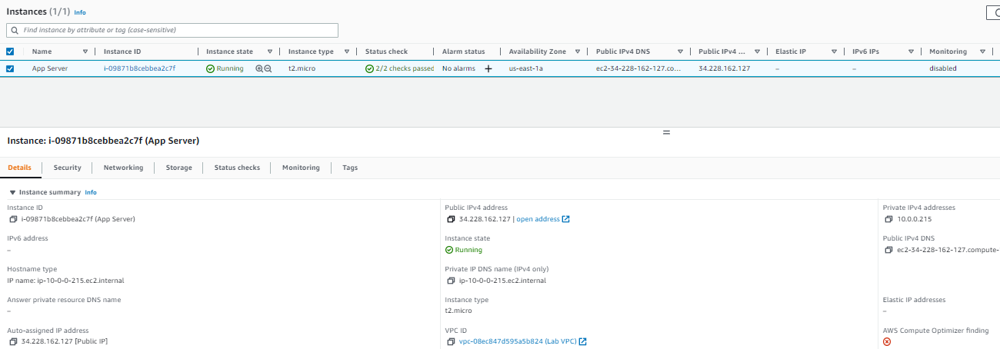 Instances (1/1) Info
Find instance by attribute or tag (case-sensitive)
Name Instance ID Instance state Instance type Status check Alarm status Availability Zone Public IPv4 DNS Public IPv4 ... Elastic IP IPv6 IPs Monitoring
App Server i-09871b8cebbea2c7f Running t2.micro 2/2 checks passed No alarms + us-east-1a ec2-34-228-162-127.co... 34.228.162.127 – – disabled
Instance: i-09871b8cebbea2c7f (App Server)
Details Security Networking Storage Status checks Monitoring Tags
Instance summary Info
Instance ID Public IPv4 address Private IPv4 addresses
i-09871b8cebbea2c7f (App Server) 34.228.162.127 | open address 10.0.0.215
IPv6 address Instance state Public IPv4 DNS
– Running ec2-34-228-162-127.compute-
Hostname type Private IP DNS name (IPv4 only)
IP name: ip-10-0-0-215.ec2.internal ip-10-0-0-215.ec2.internal
Answer private resource DNS name Instance type Elastic IP addresses
– t2.micro –
Auto-assigned IP address VPC ID AWS Compute Optimizer finding
34.228.162.127 [Public IP] vpc-08ec847d595a5b824 (Lab VPC)